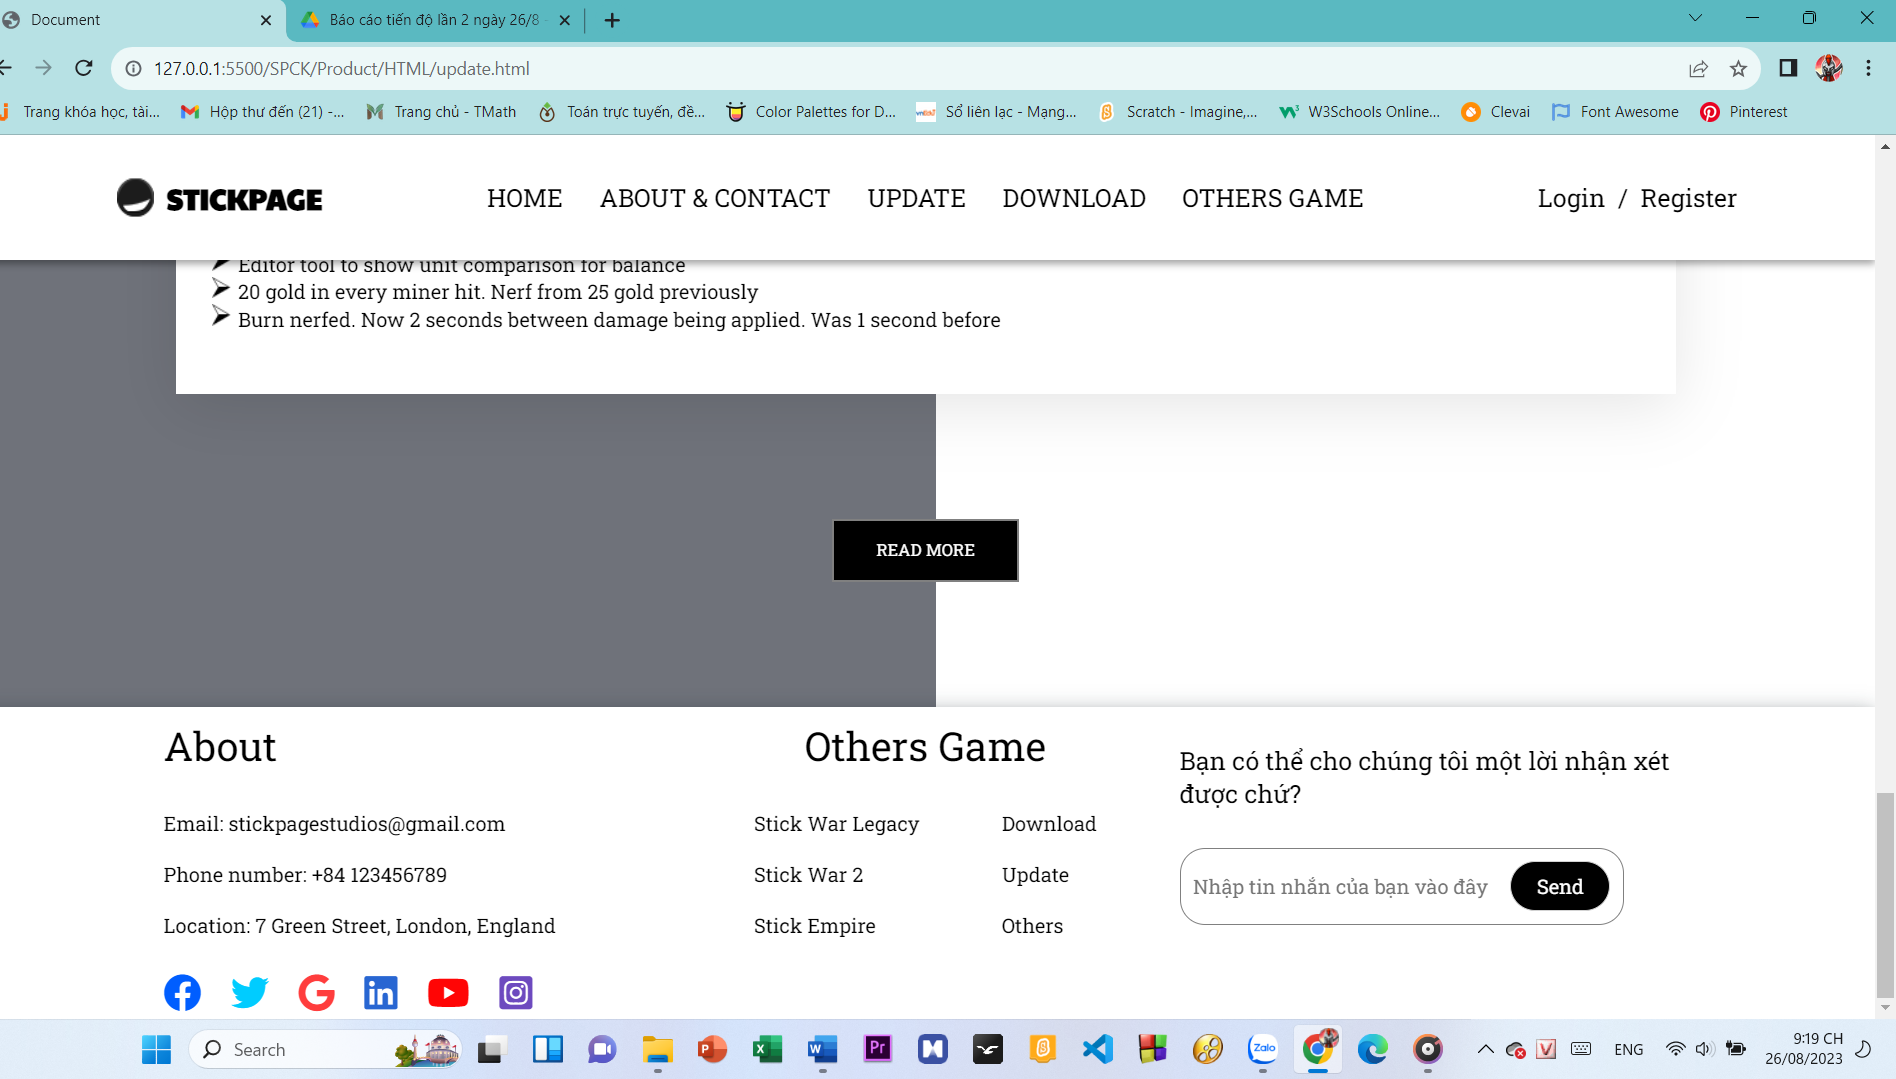 Document
Báo cáo tiến độ lần 2 ngày 26/8 -
127.0.0.1:5500/SPCK/Product/HTML/update.html
Trang khóa học, tài...
Hộp thư đến (21) -...
Trang chủ - TMath
Toán trực tuyến, đề...
Color Palettes for D...
Sổ liên lạc - Mạng...
Scratch - Imagine,...
W3Schools Online...
Clevai
Font Awesome
Pinterest
STICKPAGE
HOME
ABOUT & CONTACT
UPDATE
DOWNLOAD
OTHERS GAME
Login / Register
Editor tool to show unit comparison for balance
20 gold in every miner hit. Nerf from 25 gold previously
Burn nerfed. Now 2 seconds between damage being applied. Was 1 second before
READ MORE
About
Email: stickpagestudios@gmail.com
Phone number: +84 123456789
Location: 7 Green Street, London, England
Others Game
Stick War Legacy
Download
Stick War 2
Update
Stick Empire
Others
Bạn có thể cho chúng tôi một lời nhận xét
được chứ?
Nhập tin nhắn của bạn vào đây
Send
Search
Zalo
ENG
9:19 CH
26/08/2023